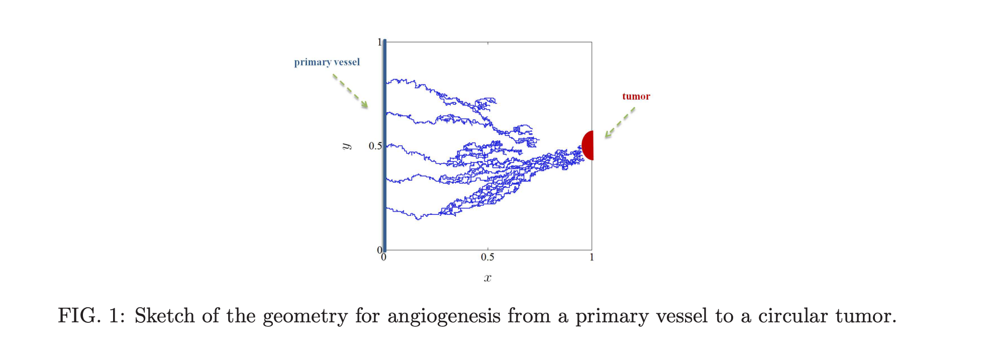 1
primary vessel
tumor
y
0.5
0
0
0.5
1
x
FIG. 1: Sketch of the geometry for angiogenesis from a primary vessel to a circular tumor.